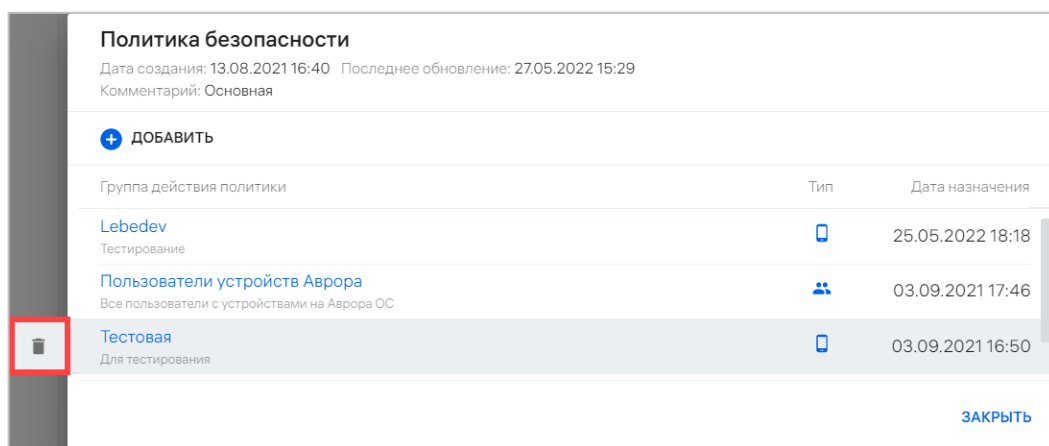 Политика безопасности
Дата создания: 13.08.2021 16:40 Последнее обновление: 27.05.2022 15:29
Комментарий: Основная
ДОБАВИТЬ
Группа действия политики Тип Дата назначения
Lebedev 25.05.2022 18:18
Тестирование
Пользователи устройств Аврора 03.09.2021 17:46
Все пользователи с устройствами на Аврора ОС
Тестовая 03.09.2021 16:50
Для тестирования
ЗАКРЫТЬ